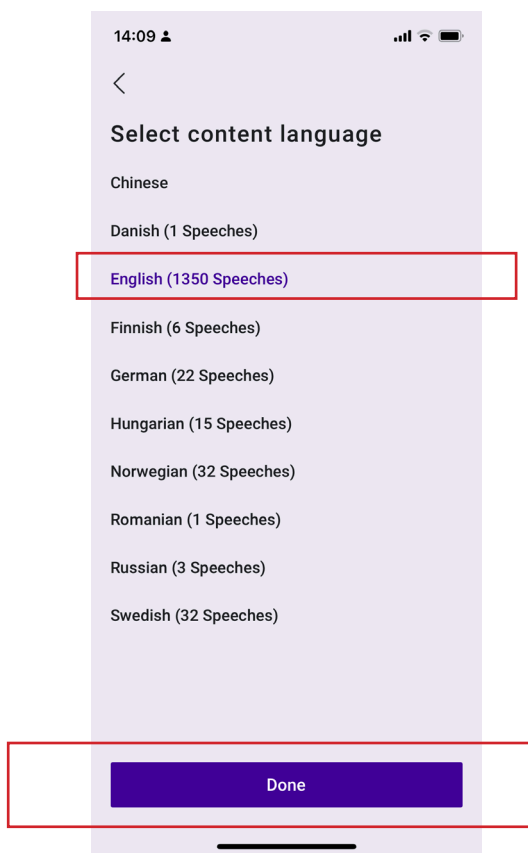 14:09
Select content language
Chinese
Danish (1 Speeches)
English (1350 Speeches)
Finnish (6 Speeches)
German (22 Speeches)
Hungarian (15 Speeches)
Norwegian (32 Speeches)
Romanian (1 Speeches)
Russian (3 Speeches)
Swedish (32 Speeches)
Done